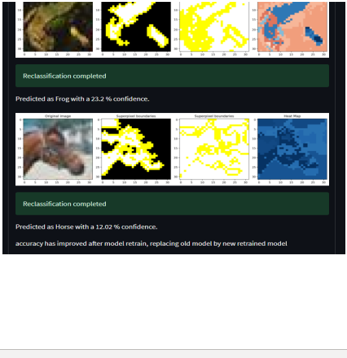 Reclassification completed
Predicted as Frog with a 23.2 % confidence.
Original Image Superpixel boundaries Superpixel boundaries Heat Map
Reclassification completed
Predicted as Horse with a 12.02 % confidence.
accuracy has improved after model retrain, replacing old model by new retrained model